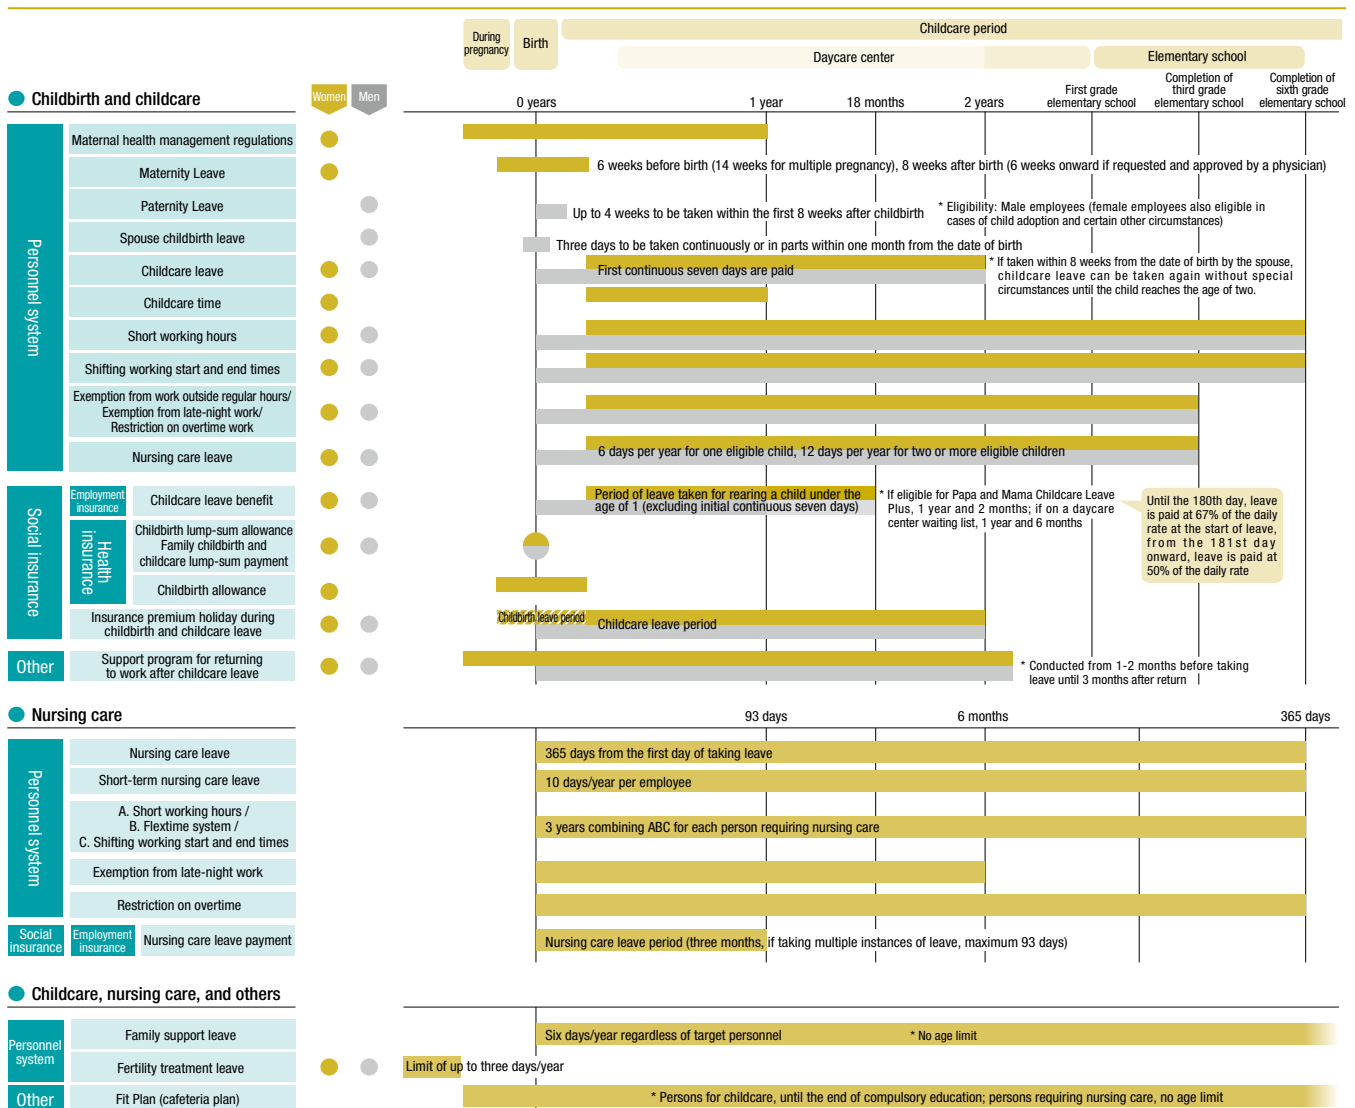 During
pregnancy
Birth
Childcare period
Daycare center
Elementary school
Childbirth and childcare
Women
Men
0 years
1 year
18 months
2 years
First grade
elementary school
Completion of
third grade
elementary school
Completion of
sixth grade
elementary school
Personnel system
Maternal health management regulations
Maternity Leave
6 weeks before birth (14 weeks for multiple pregnancy), 8 weeks after birth (6 weeks onward if requested and approved by a physician)
Paternity Leave
Up to 4 weeks to be taken within the first 8 weeks after childbirth
* Eligibility: Male employees (female employees also eligible in
cases of child adoption and certain other circumstances)
Spouse childbirth leave
Three days to be taken continuously or in parts within one month from the date of birth
Childcare leave
First continuous seven days are paid
* If taken within 8 weeks from the date of birth by the spouse,
childcare leave can be taken again without special
circumstances until the child reaches the age of two.
Childcare time
Short working hours
Shifting working start and end times
Exemption from work outside regular hours/
Exemption from late-night work/
Restriction on overtime work
Nursing care leave
6 days per year for one eligible child, 12 days per year for two or more eligible children
Social insurance
Employment
insurance
Childcare leave benefit
Period of leave taken for rearing a child under the
age of 1 (excluding initial continuous seven days)
* If eligible for Papa and Mama Childcare Leave
Plus, 1 year and 2 months; if on a daycare
center waiting list, 1 year and 6 months
Until the 180th day, leave
is paid at 67% of the daily
rate at the start of leave,
from the 181st day
onward, leave is paid at
50% of the daily rate
Health
insurance
Childbirth lump-sum allowance
Family childbirth and
childcare lump-sum payment
Childbirth allowance
Insurance premium holiday during
childbirth and childcare leave
Childbirth leave period
Childcare leave period
Other
Support program for returning
to work after childcare leave
* Conducted from 1-2 months before taking
leave until 3 months after return
Nursing care
93 days
6 months
365 days
Personnel system
Nursing care leave
365 days from the first day of taking leave
Short-term nursing care leave
10 days/year per employee
A. Short working hours /
B. Flextime system /
C. Shifting working start and end times
3 years combining ABC for each person requiring nursing care
Exemption from late-night work
Restriction on overtime
Social
insurance
Employment
insurance
Nursing care leave payment
Nursing care leave period (three months, if taking multiple instances of leave, maximum 93 days)
Childcare, nursing care, and others
Personnel
system
Family support leave
Six days/year regardless of target personnel
* No age limit
Fertility treatment leave
Limit of up to three days/year
Other
Fit Plan (cafeteria plan)
* Persons for childcare, until the end of compulsory education; persons requiring nursing care, no age limit